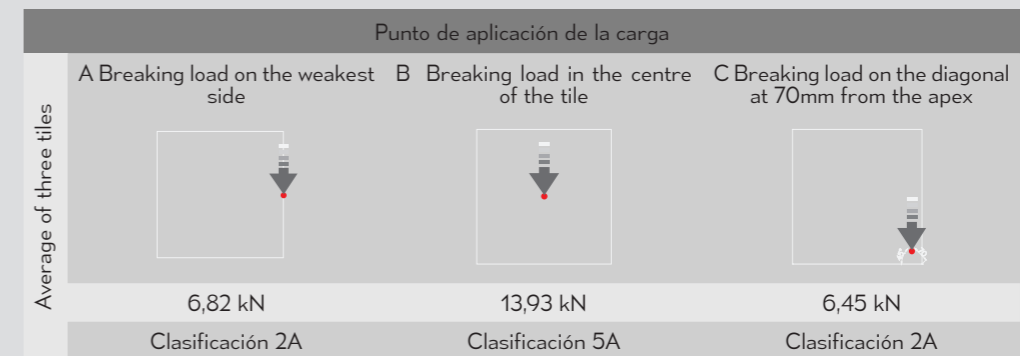 Punto de aplicación de la carga
Average of three tiles
A Breaking load on the weakest
side
B Breaking load in the centre
of the tile
C Breaking load on the diagonal
at 70mm from the apex
6,82 kN
13,93 kN
6,45 kN
Clasificación 2A
Clasificación 5A
Clasificación 2A